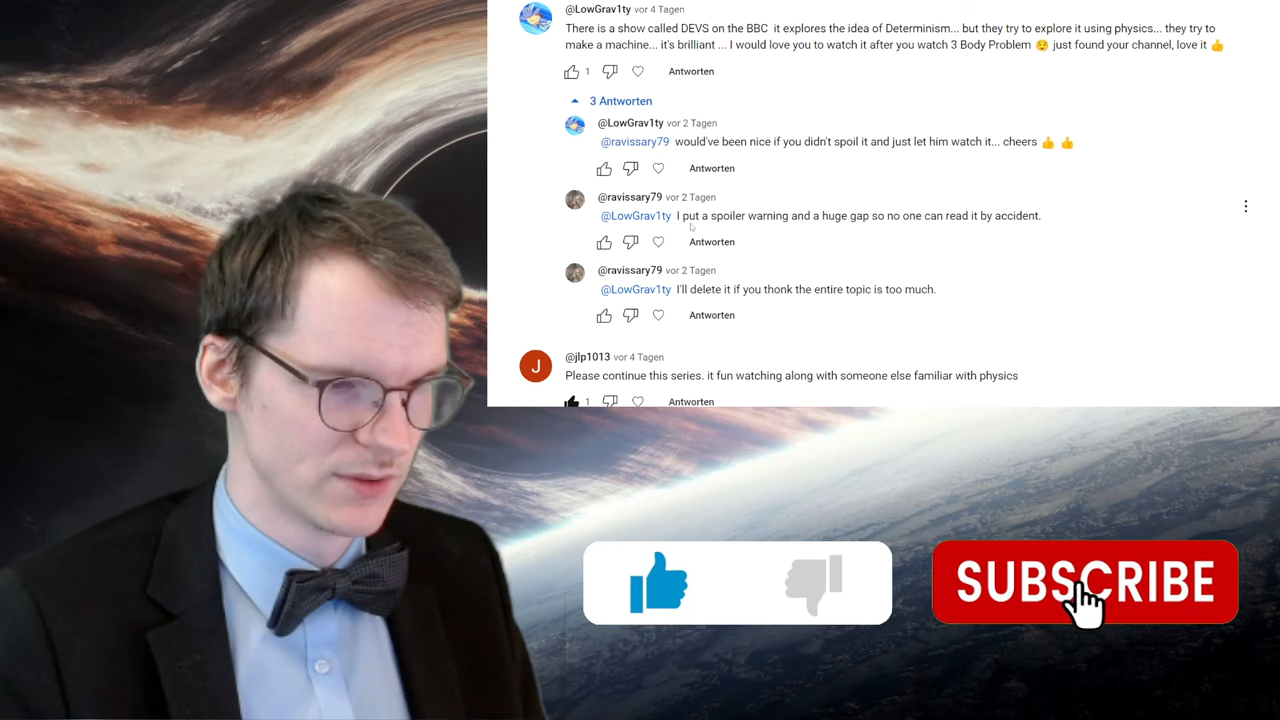 @LowGrav1ty vor 4 Tagen
There is a show called DEVS on the BBC it explores the idea of Determinism... but they try to explore it using physics... they try to
make a machine... it's brilliant ... I would love you to watch it after you watch 3 Body Problem 😌 just found your channel, love it 👍
1 Antworten
3 Antworten
@LowGrav1ty vor 2 Tagen
@ravissary79 would've been nice if you didn't spoil it and just let him watch it... cheers 👍 👍
Antworten
@ravissary79 vor 2 Tagen
@LowGrav1ty I put a spoiler warning and a huge gap so no one can read it by accident.
Antworten
@ravissary79 vor 2 Tagen
@LowGrav1ty I'll delete it if you thonk the entire topic is too much.
Antworten
J
@jlp1013 vor 4 Tagen
Please continue this series. it fun watching along with someone else familiar with physics
1 Antworten
SUBSCRIBE